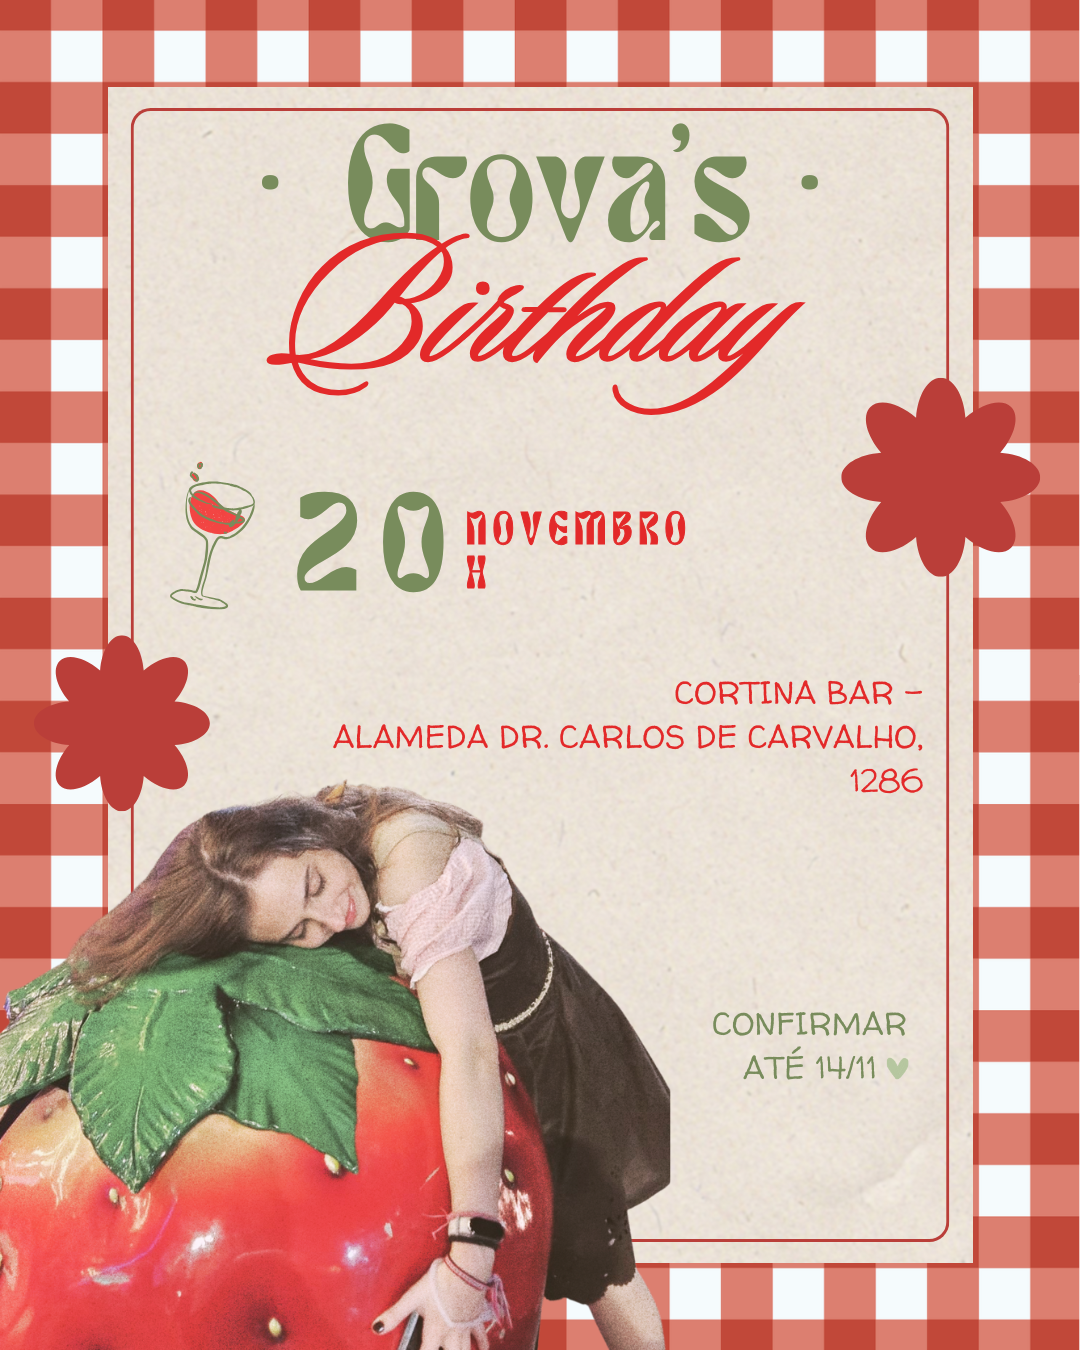 · Grova's ·
Birthday
20 NOVEMBRO
H
CORTINA BAR –
ALAMEDA DR. CARLOS DE CARVALHO,
1286
CONFIRMAR
ATÉ 14/11